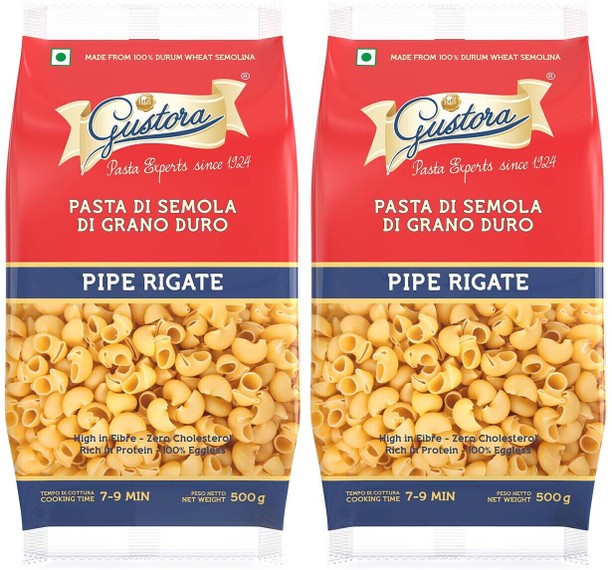 MADE FROM 100% DURUM WHEAT SEMOLINA
®
Gustora
Pasta Experts since 1924
PASTA DI SEMOLA
DI GRANO DURO
PIPE RIGATE
High in Fibre - Zero Cholesterol
Rich in Protein - 100% Eggless
TEMPO DI COTTURA
COOKING TIME 7-9 MIN
PESO NETTO
NET WEIGHT 500g
MADE FROM 100% DURUM WHEAT SEMOLINA
®
Gustora
Pasta Experts since 1924
PASTA DI SEMOLA
DI GRANO DURO
PIPE RIGATE
High in Fibre - Zero Cholesterol
Rich in Protein - 100% Eggless
TEMPO DI COTTURA
COOKING TIME 7-9 MIN
PESO NETTO
NET WEIGHT 500g